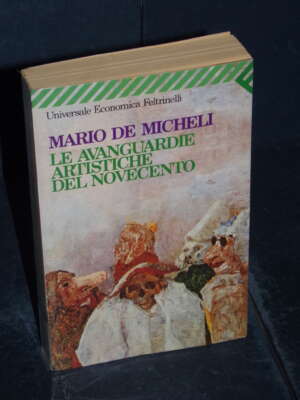 Universale Economica Feltrinelli
MARIO DE MICHELI
LE AVANGUARDIE
ARTISTICHE
DEL NOVECENTO